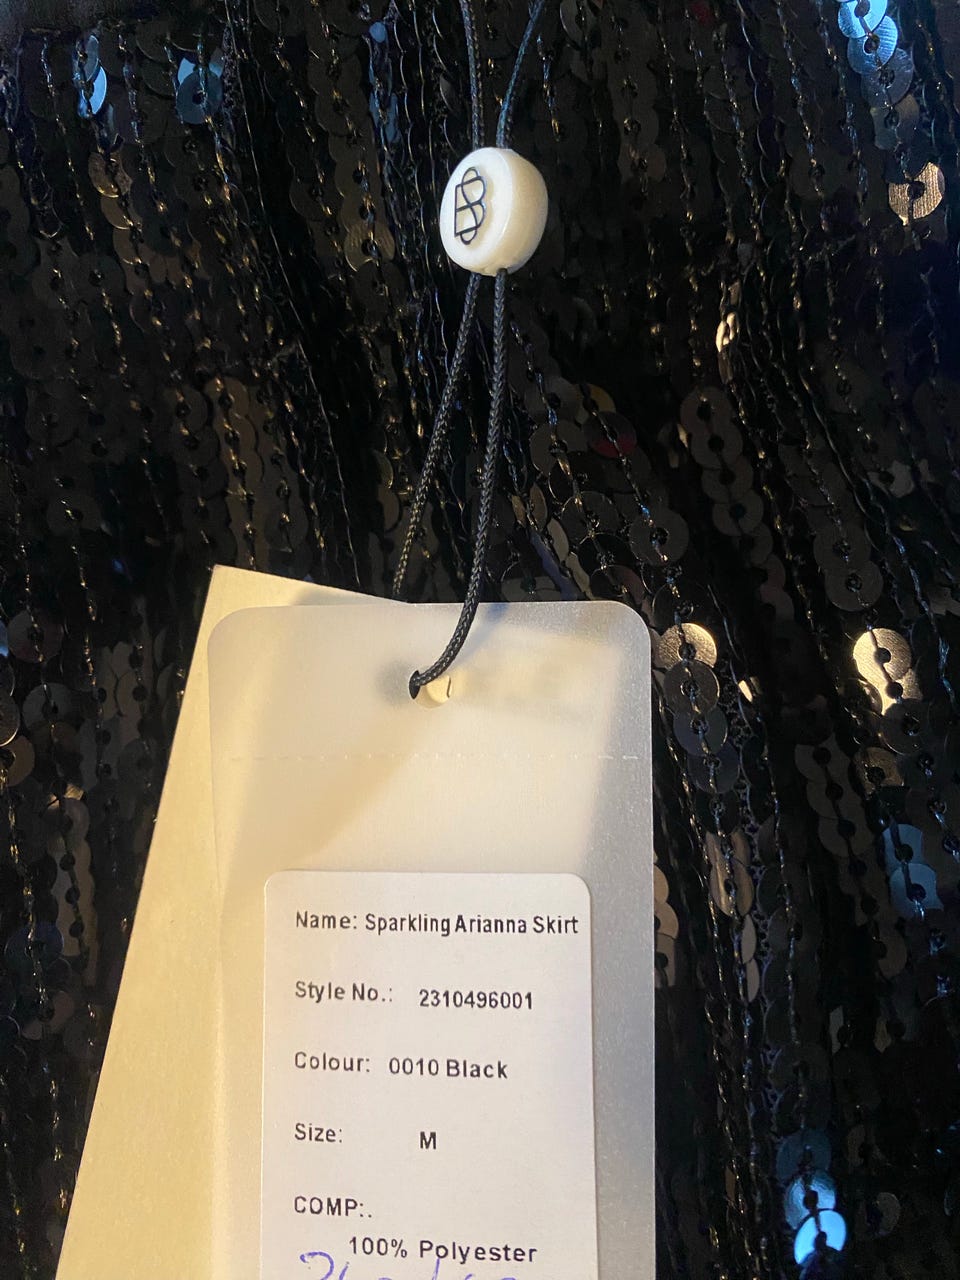 Name: Sparkling Arianna Skirt
Style No.: 2310496001
Colour: 0010 Black
Size: M
COMP:.
100% Polyester